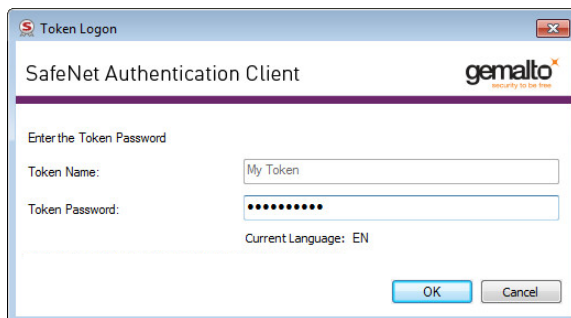 Token Logon
SafeNet Authentication Client
gemalto
security to be free
Enter the Token Password
Token Name: My Token
Token Password: ••••••••••
Current Language: EN
OK Cancel